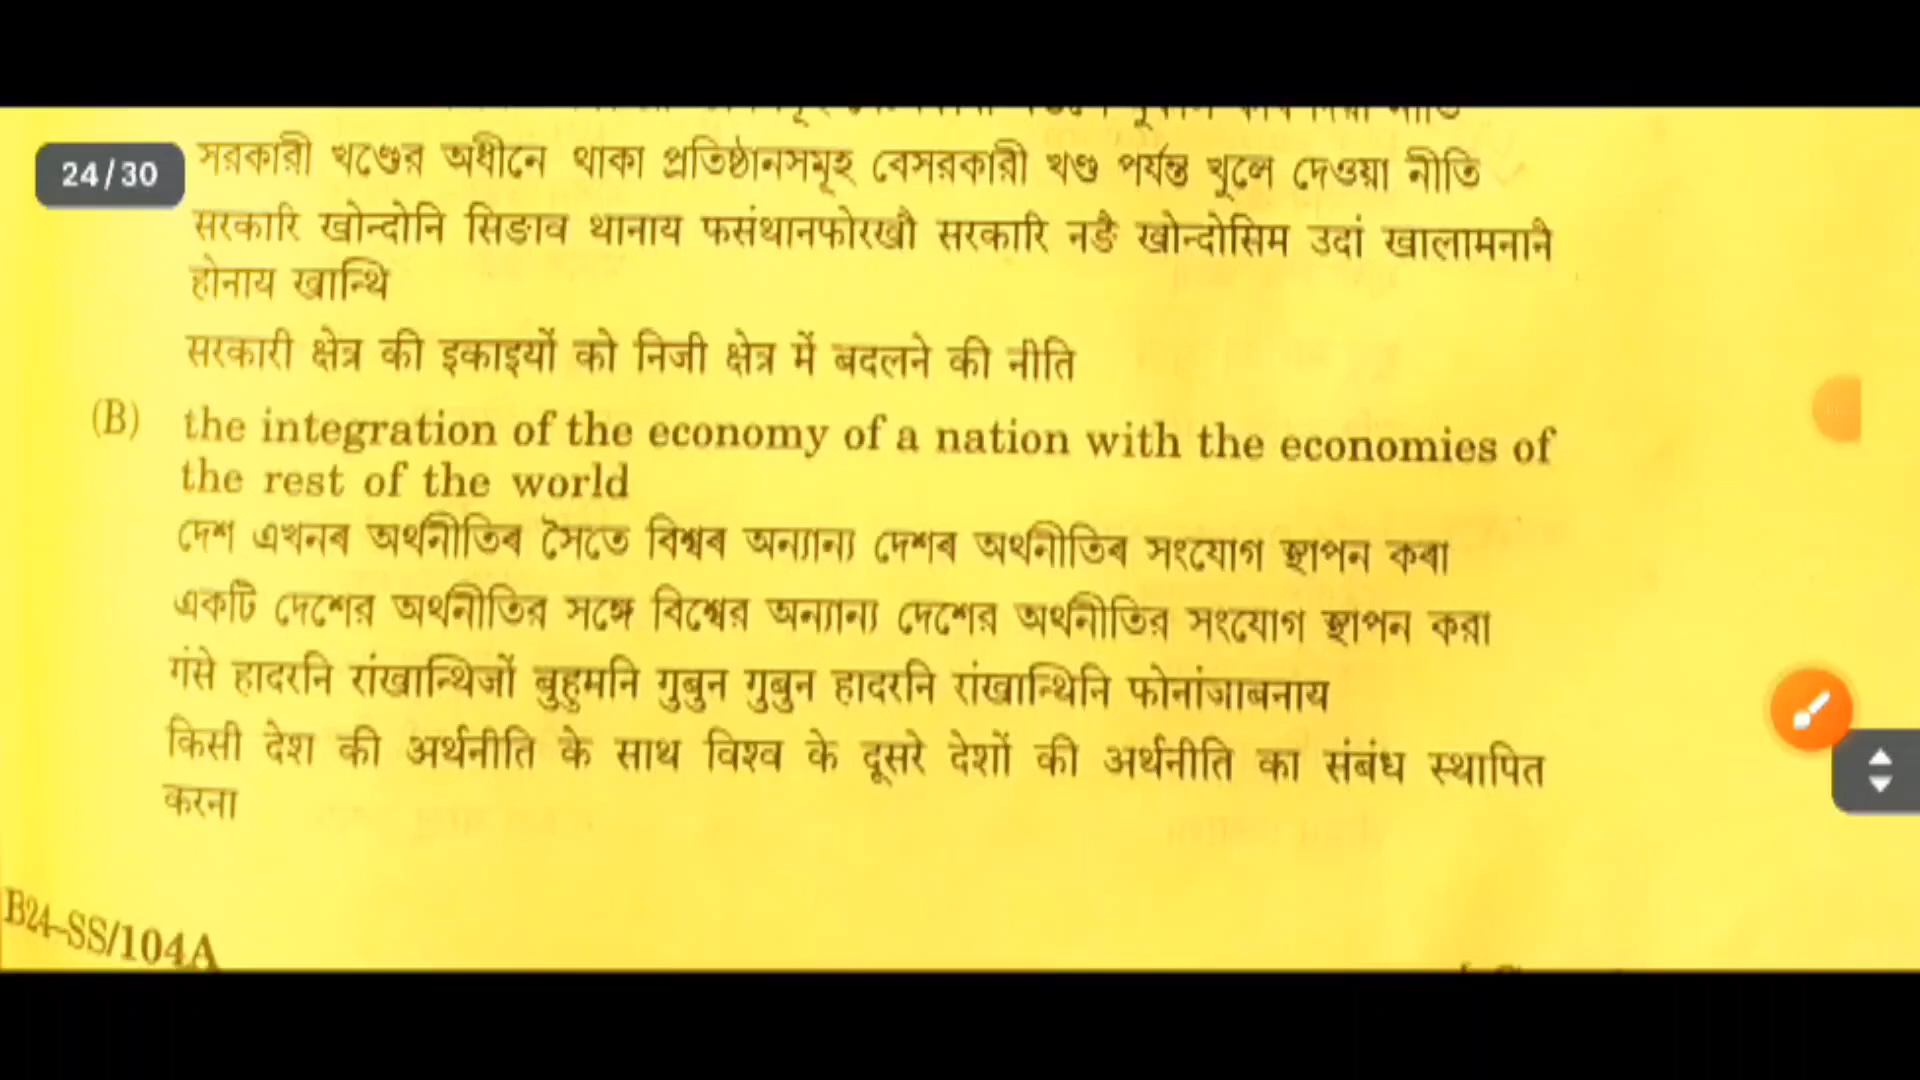 24/30
সরকারী খণ্ডের অধীনে থাকা প্রতিষ্ঠানসমূহ বেসরকারী খণ্ড পর্যন্ত খুলে দেওয়া নীতি
सरकारि खोन्दोनि सिङाव थानाय फसंथानफोरखौ सरकारि नङै खोन्दोसिम उदां खालामनानै
होनाय खान्थि
सरकारी क्षेत्र की इकाइयों को निजी क्षेत्र में बदलने की नीति
(B) the integration of the economy of a nation with the economies of
the rest of the world
দেশ এখনৰ অৰ্থনীতিৰ সৈতে বিশ্বৰ অন্যান্য দেশৰ অৰ্থনীতিৰ সংযোগ স্থাপন কৰা
একটি দেশের অর্থনীতির সঙ্গে বিশ্বের অন্যান্য দেশের অর্থনীতির সংযোগ স্থাপন করা
गंसे हादरनि रांखान्थिजों बुहुमनि गुबुन गुबुन हादरनि रांखान्थिनि फोनांजाबनाय
किसी देश की अर्थनीति के साथ विश्व के दूसरे देशों की अर्थनीति का संबंध स्थापित
करना
B24-SS/104A